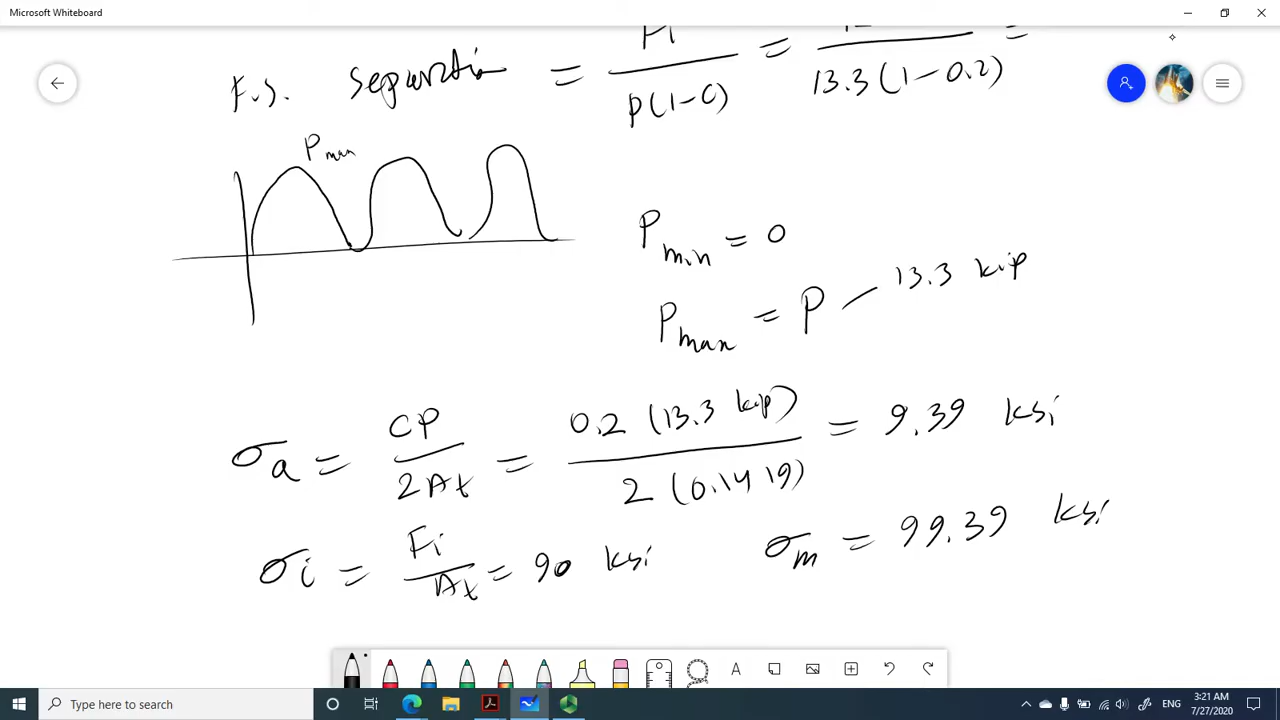 Microsoft Whiteboard
F.S. separatio = Fi / P(1-C) = / 13.3(1-0.2) =
Pmax
Pmin = 0
Pmax = P - 13.3 kip
σa = CP / 2At = 0.2 (13.3 kip) / 2 (0.1419) = 9.39 ksi
σi = Fi / At = 90 ksi σm = 99.39 ksi
Type here to search
ENG
3:21 AM
7/27/2020